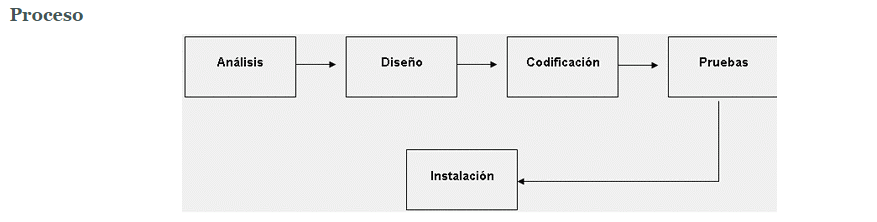 Proceso
Análisis
Diseño
Codificación
Pruebas
Instalación